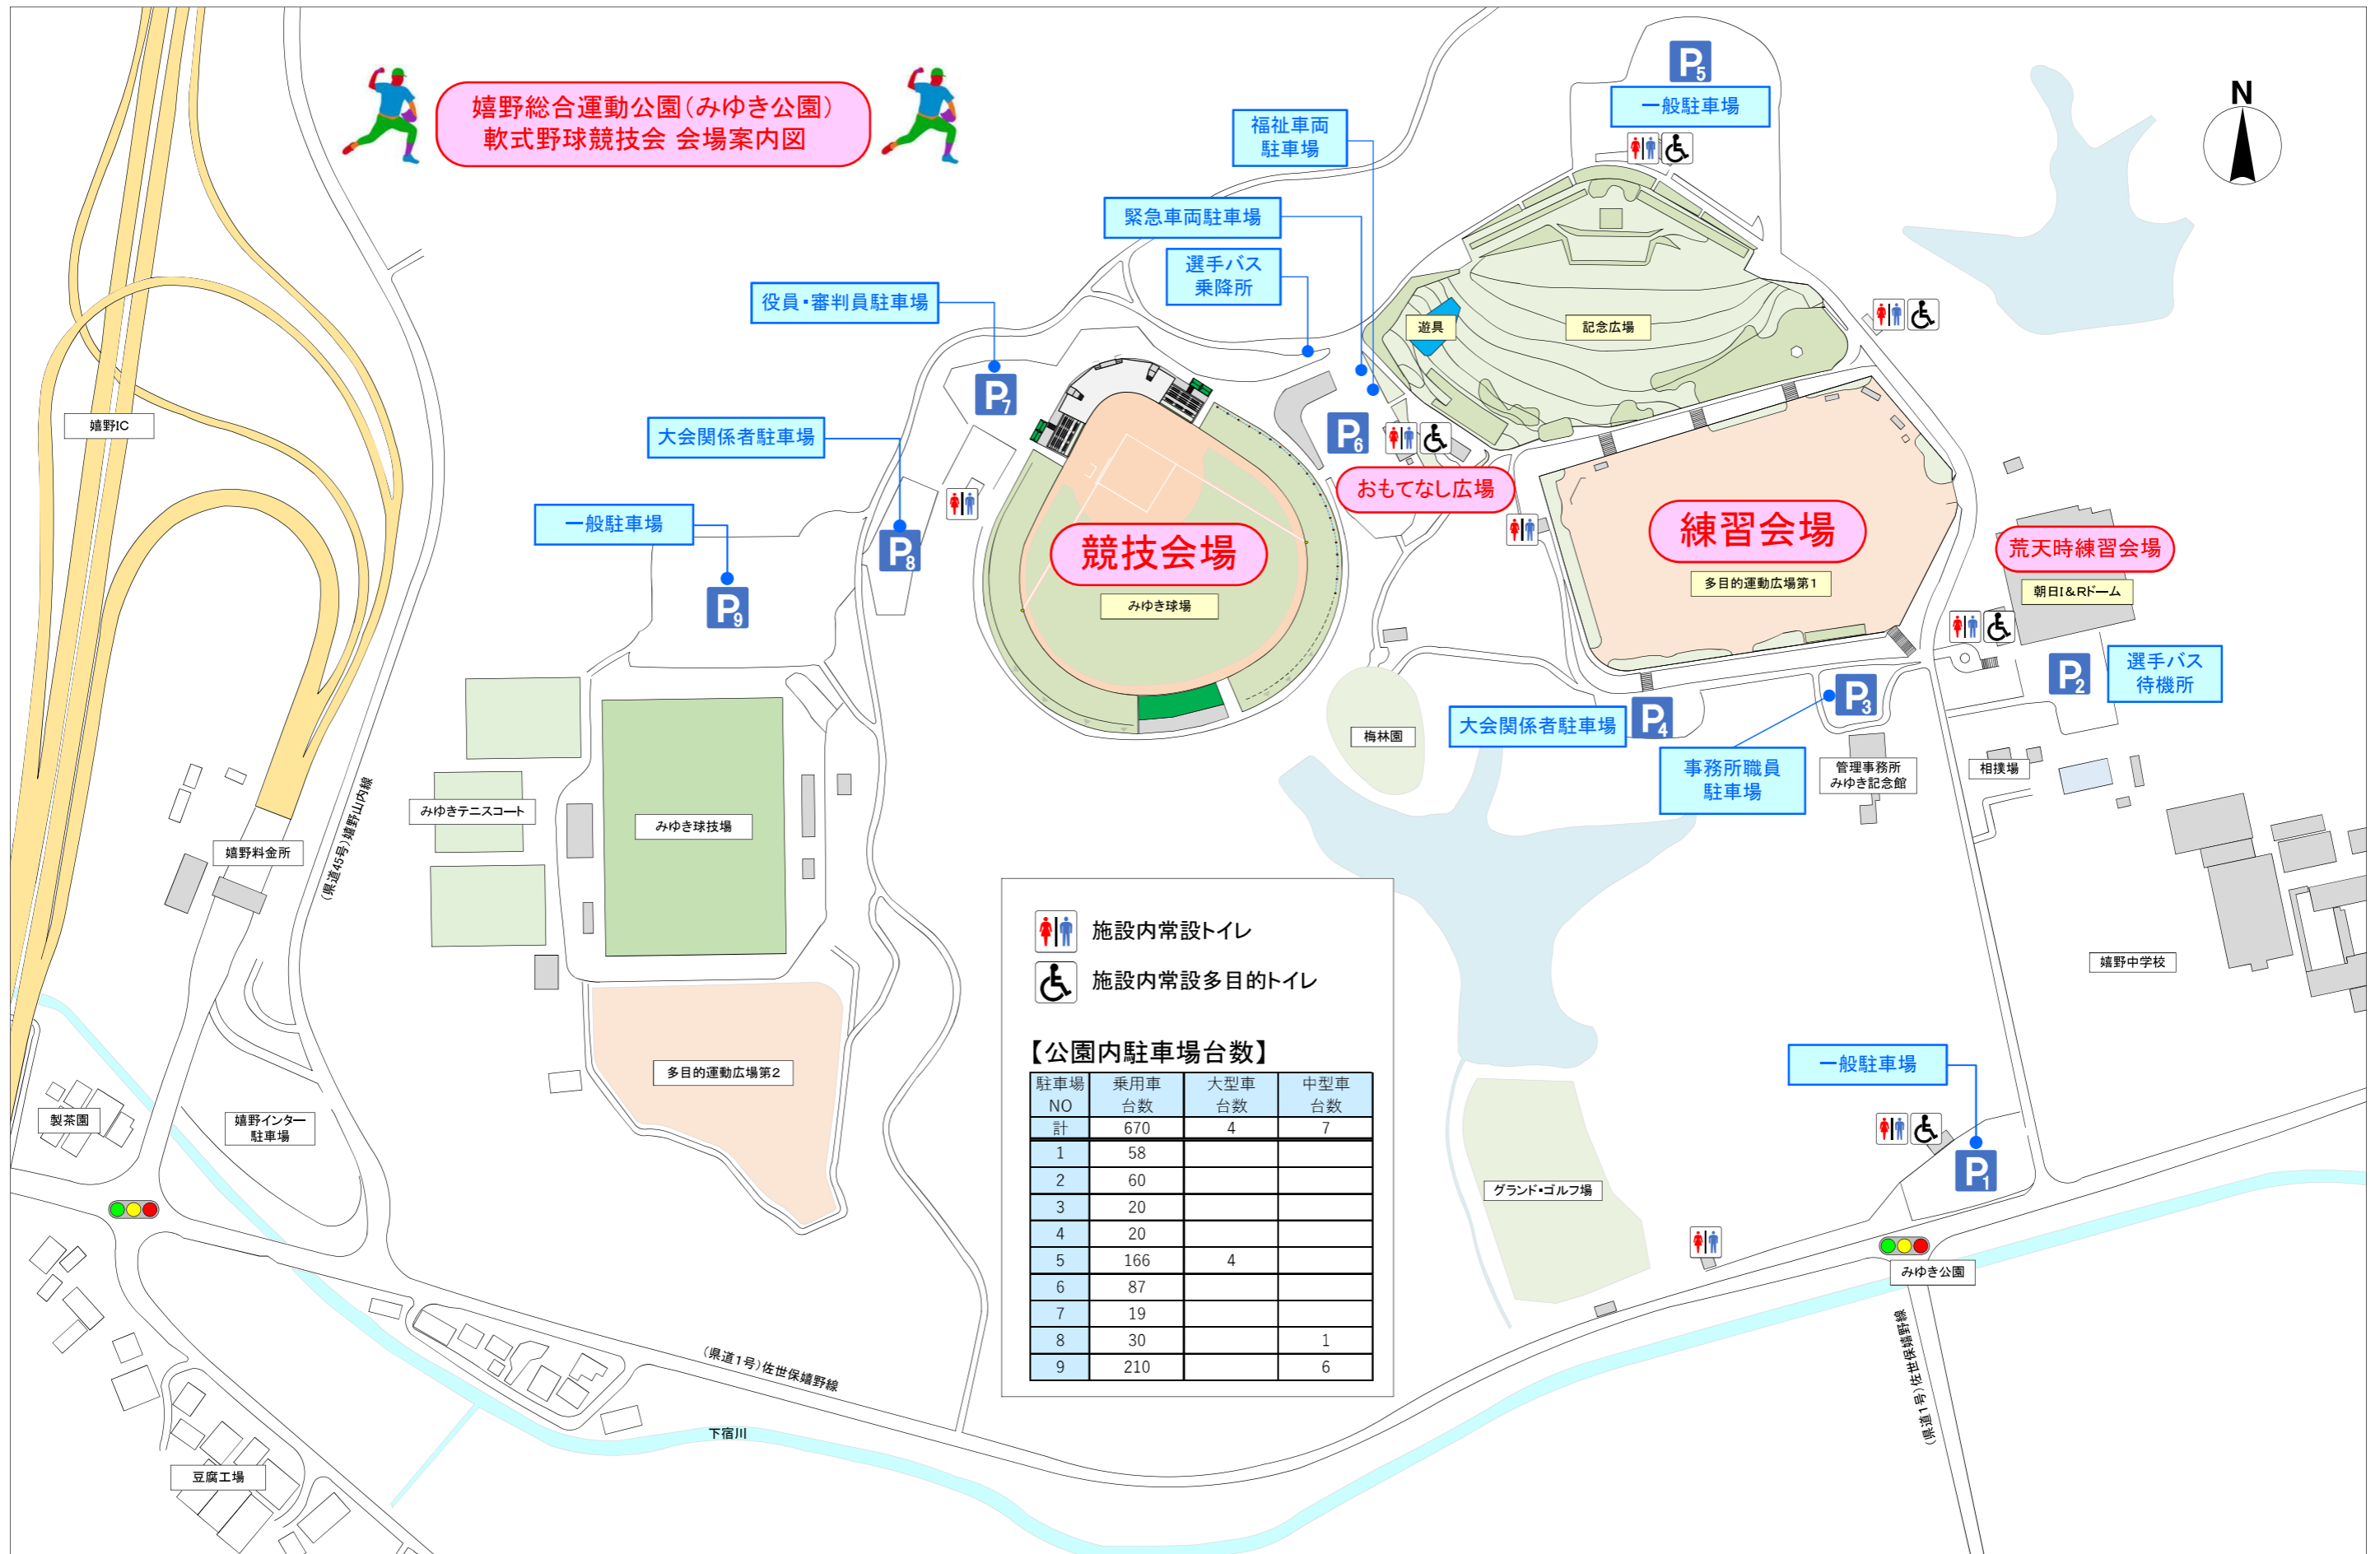 嬉野総合運動公園(みゆき公園)
軟式野球競技会 会場案内図
N
P5
一般駐車場
福祉車両
駐車場
緊急車両駐車場
選手バス
乗降所
役員・審判員駐車場
P7
大会関係者駐車場
P8
一般駐車場
P9
嬉野IC
遊具
記念広場
P6
おもてなし広場
競技会場
みゆき球場
練習会場
多目的運動広場第1
荒天時練習会場
朝日I&Rドーム
P2
選手バス
待機所
P3
大会関係者駐車場
P4
事務所職員
駐車場
管理事務所
みゆき記念館
相撲場
梅林園
みゆきテニスコート
みゆき球技場
嬉野料金所
(県道45号)嬉野山内線
嬉野中学校
多目的運動広場第2
製茶園
嬉野インター
駐車場
施設内常設トイレ
施設内常設多目的トイレ
【公園内駐車場台数】
駐車場 乗用車 大型車 中型車
NO 台数 台数 台数
計 670 4 7
1 58
2 60
3 20
4 20
5 166 4
6 87
7 19
8 30 1
9 210 6
一般駐車場
P1
グランド・ゴルフ場
みゆき公園
(県道1号)佐世保嬉野線
(県道1号)佐世保嬉野線
下宿川
豆腐工場